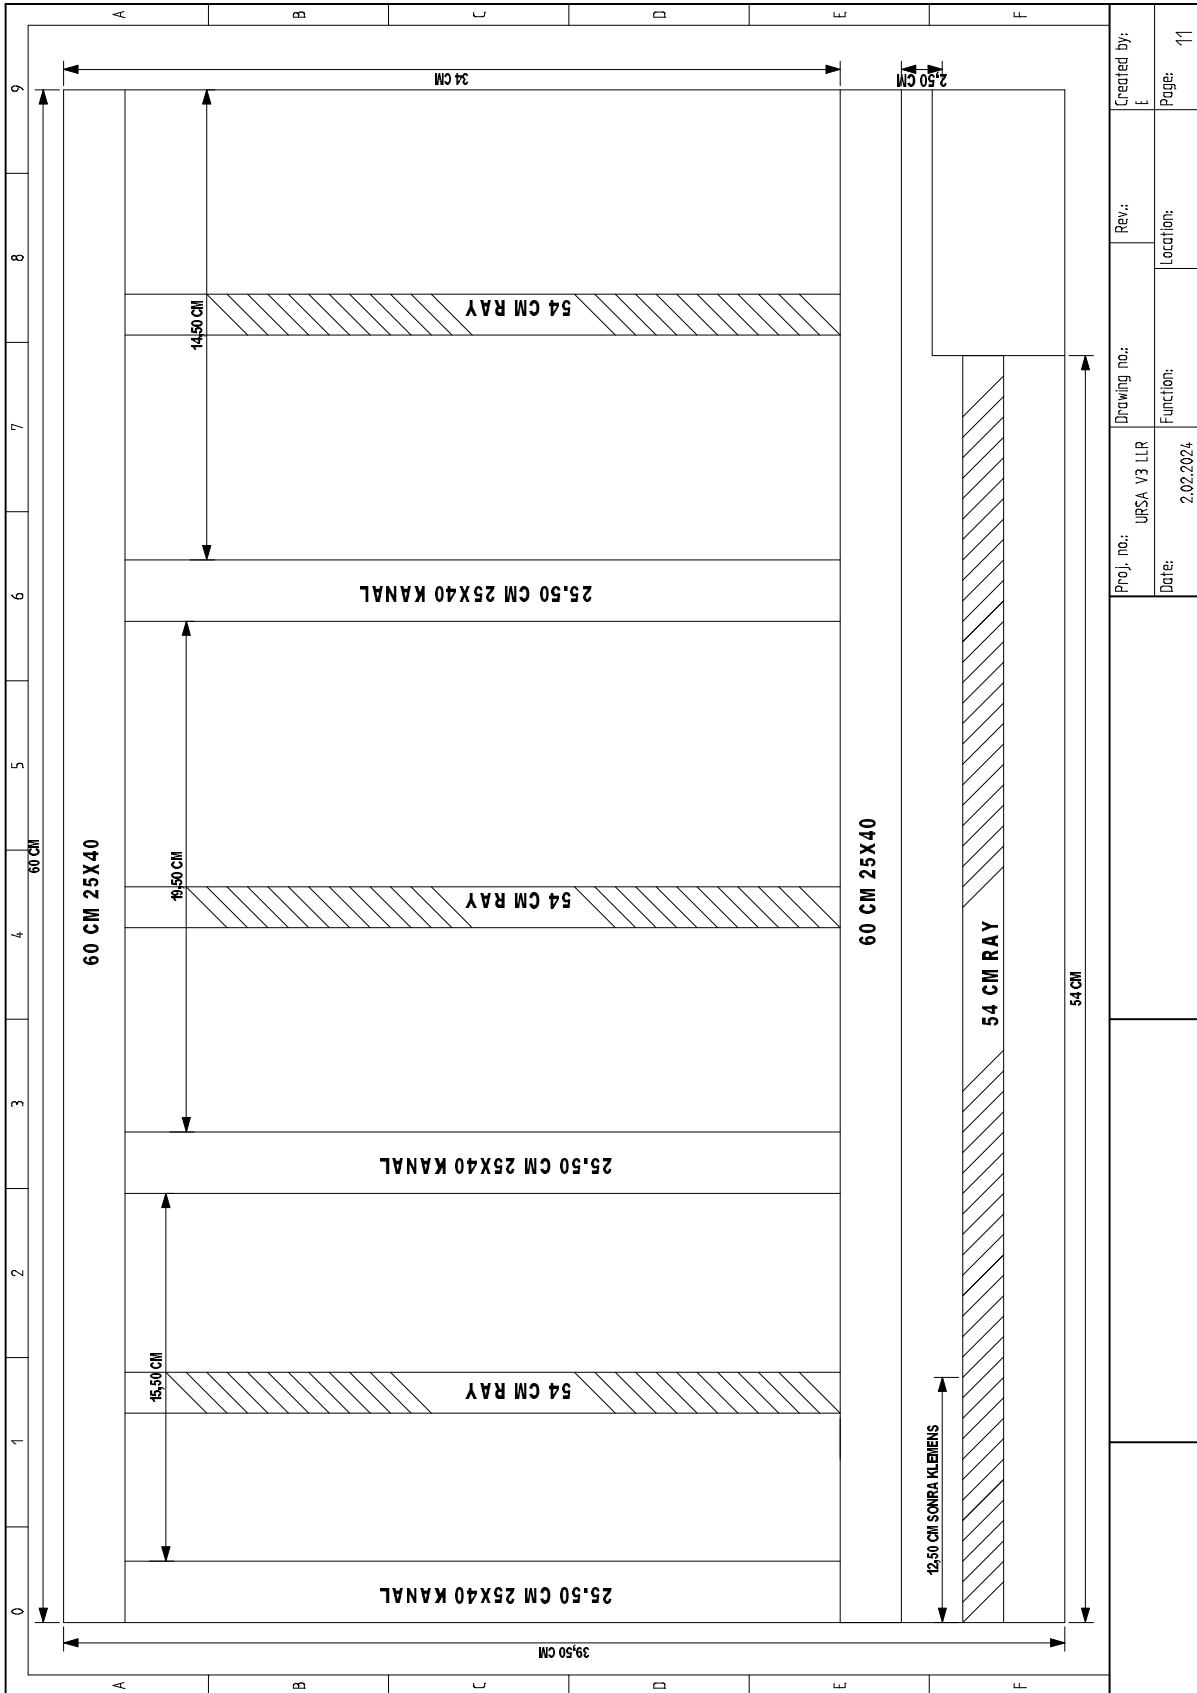 A
B
C
D
E
F
9
8
7
6
5
4
3
2
1
0
34 CM
2,50 CM
60 CM
14,50 CM
54 CM RAY
25.50 CM 25X40 KANAL
60 CM 25X40
19,50 CM
54 CM RAY
60 CM 25X40
54 CM RAY
54 CM
25.50 CM 25X40 KANAL
15,50 CM
54 CM RAY
12,50 CM SONRA KLEMENS
25.50 CM 25X40 KANAL
39,50 CM
A
B
C
D
E
F
Proj. no.:
URSA V3 LLR
Drawing no.:
Rev.:
Created by:
E
Date:
2.02.2024
Function:
Location:
Page:
11